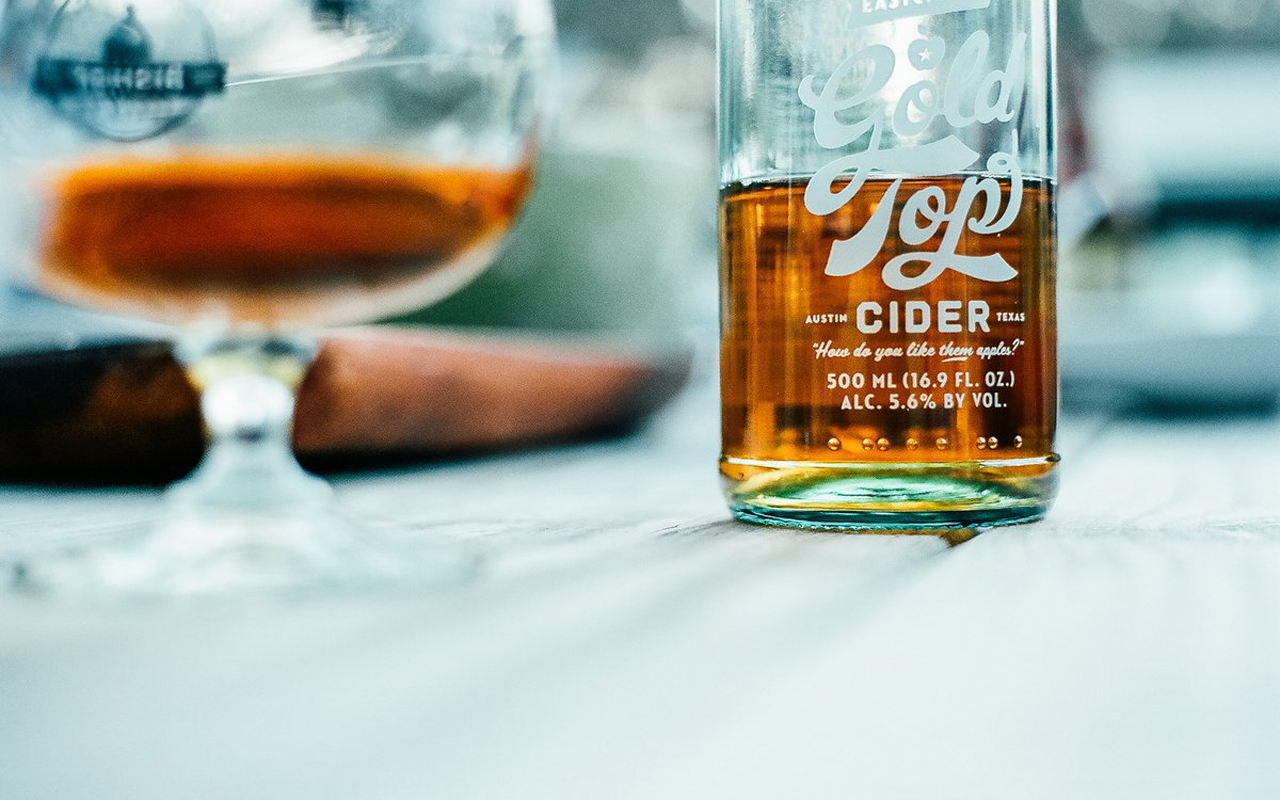 Gold
Top
AUSTIN CIDER TEXAS
"How do you like them apples?"
500 ML (16.9 FL. OZ.)
ALC. 5.6% BY VOL.